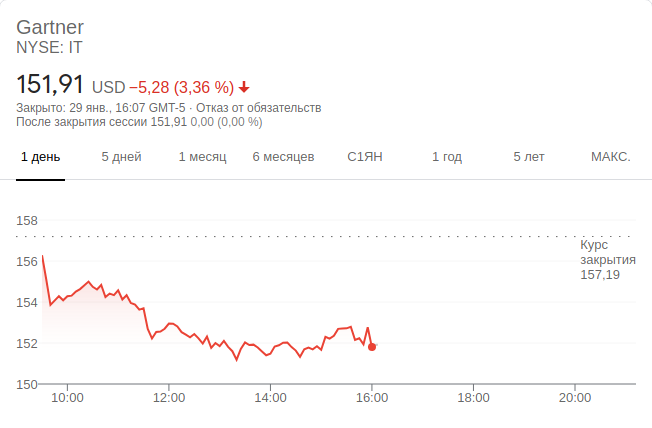 Gartner
NYSE: IT
151,91 USD −5,28 (3,36 %)
Закрыто: 29 янв., 16:07 GMT-5 · Отказ от обязательств
После закрытия сессии 151,91 0,00 (0,00 %)
1 день 5 дней 1 месяц 6 месяцев С1ЯН 1 год 5 лет МАКС.
158
Курс
закрытия
157,19
156
154
152
150
10:00 12:00 14:00 16:00 18:00 20:00